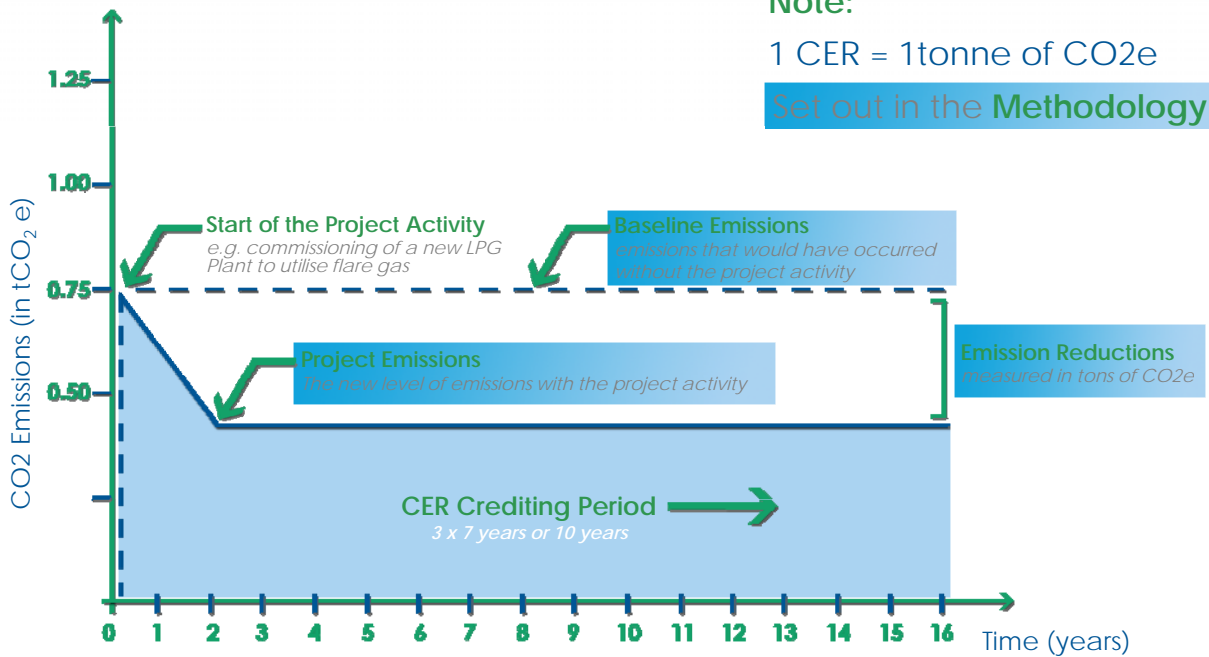 Note:
1 CER = 1tonne of CO2e
Set out in the Methodology
CO2 Emissions (in tCO₂ e)
1.25
1.00
0.75
0.50
Start of the Project Activity
e.g. commissioning of a new LPG
Plant to utilise flare gas
Baseline Emissions
emissions that would have occurred
without the project activity
Project Emissions
the new level of emissions with the project activity
Emission Reductions
measured in tons of CO2e
CER Crediting Period
3 x 7 years or 10 years
0 1 2 3 4 5 6 7 8 9 10 11 12 13 14 15 16
Time (years)